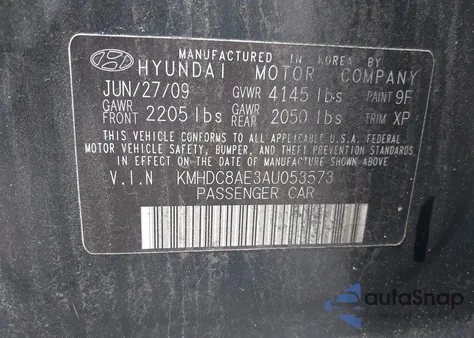 MANUFACTURED IN KOREA BY
HYUNDAI MOTOR COMPANY
JUN/27/09 GVWR 4145 lbs PAINT 9F
GAWR FRONT 2205 lbs GAWR REAR 2050 lbs TRIM XP
THIS VEHICLE CONFORMS TO ALL APPLICABLE U.S.A. FEDERAL
MOTOR VEHICLE SAFETY, BUMPER, AND THEFT PREVENTION STANDARDS
IN EFFECT ON THE DATE OF MANUFACTURE SHOWN ABOVE.
V.I.N KMHDC8AE3AU053573
PASSENGER CAR
autaSnap